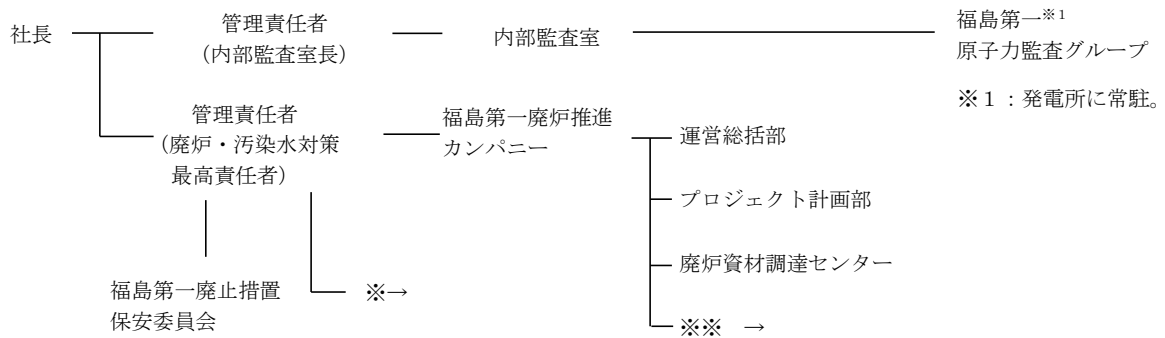 社長
管理責任者
（内部監査室長）
内部監査室
福島第一※1
原子力監査グループ
※１：発電所に常駐。
管理責任者
（廃炉・汚染水対策
最高責任者）
福島第一廃炉推進
カンパニー
運営総括部
プロジェクト計画部
廃炉資材調達センター
福島第一廃止措置
保安委員会
※→
※※　→